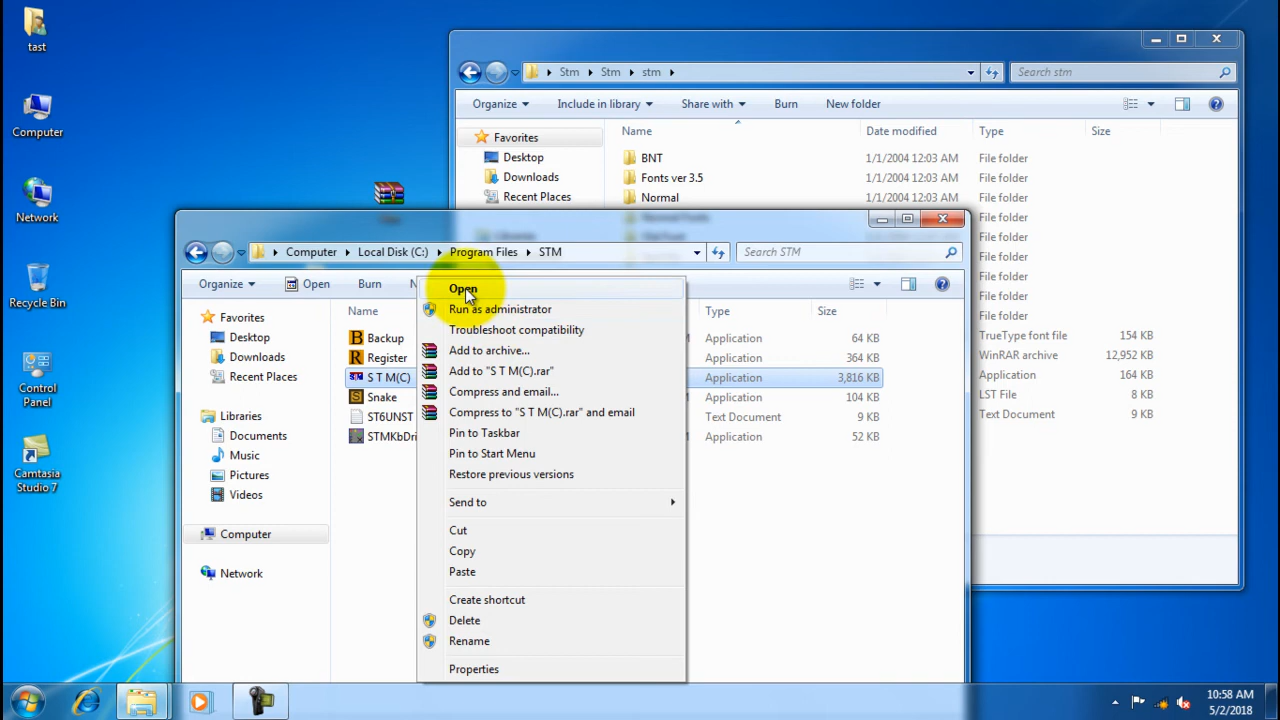 tast
Computer
Network
Recycle Bin
Control
Panel
Camtasia
Studio 7
Stm
Stm
stm
Search stm
Organize
Include in library
Share with
Burn
New folder
Name
Date modified
Type
Size
Favorites
Desktop
Downloads
Recent Places
BNT
1/1/2004 12:03 AM
File folder
Fonts ver 3.5
1/1/2004 12:03 AM
File folder
Normal
1/1/2004 12:03 AM
File folder
File folder
File folder
File folder
File folder
File folder
TrueType font file
154 KB
WinRAR archive
12,952 KB
Application
164 KB
LST File
8 KB
Text Document
9 KB
Computer
Local Disk (C:)
Program Files
STM
Search STM
Organize
Open
Burn
Name
Type
Size
Favorites
Desktop
Downloads
Recent Places
Libraries
Documents
Music
Pictures
Videos
Computer
Network
Backup
Application
64 KB
Register
Application
364 KB
S T M(C)
Application
3,816 KB
Snake
Application
104 KB
ST6UNST
Text Document
9 KB
STMKbDri
Application
52 KB
Open
Run as administrator
Troubleshoot compatibility
Add to archive...
Add to "S T M(C).rar"
Compress and email...
Compress to "S T M(C).rar" and email
Pin to Taskbar
Pin to Start Menu
Restore previous versions
Send to
Cut
Copy
Paste
Create shortcut
Delete
Rename
Properties
10:58 AM
5/2/2018